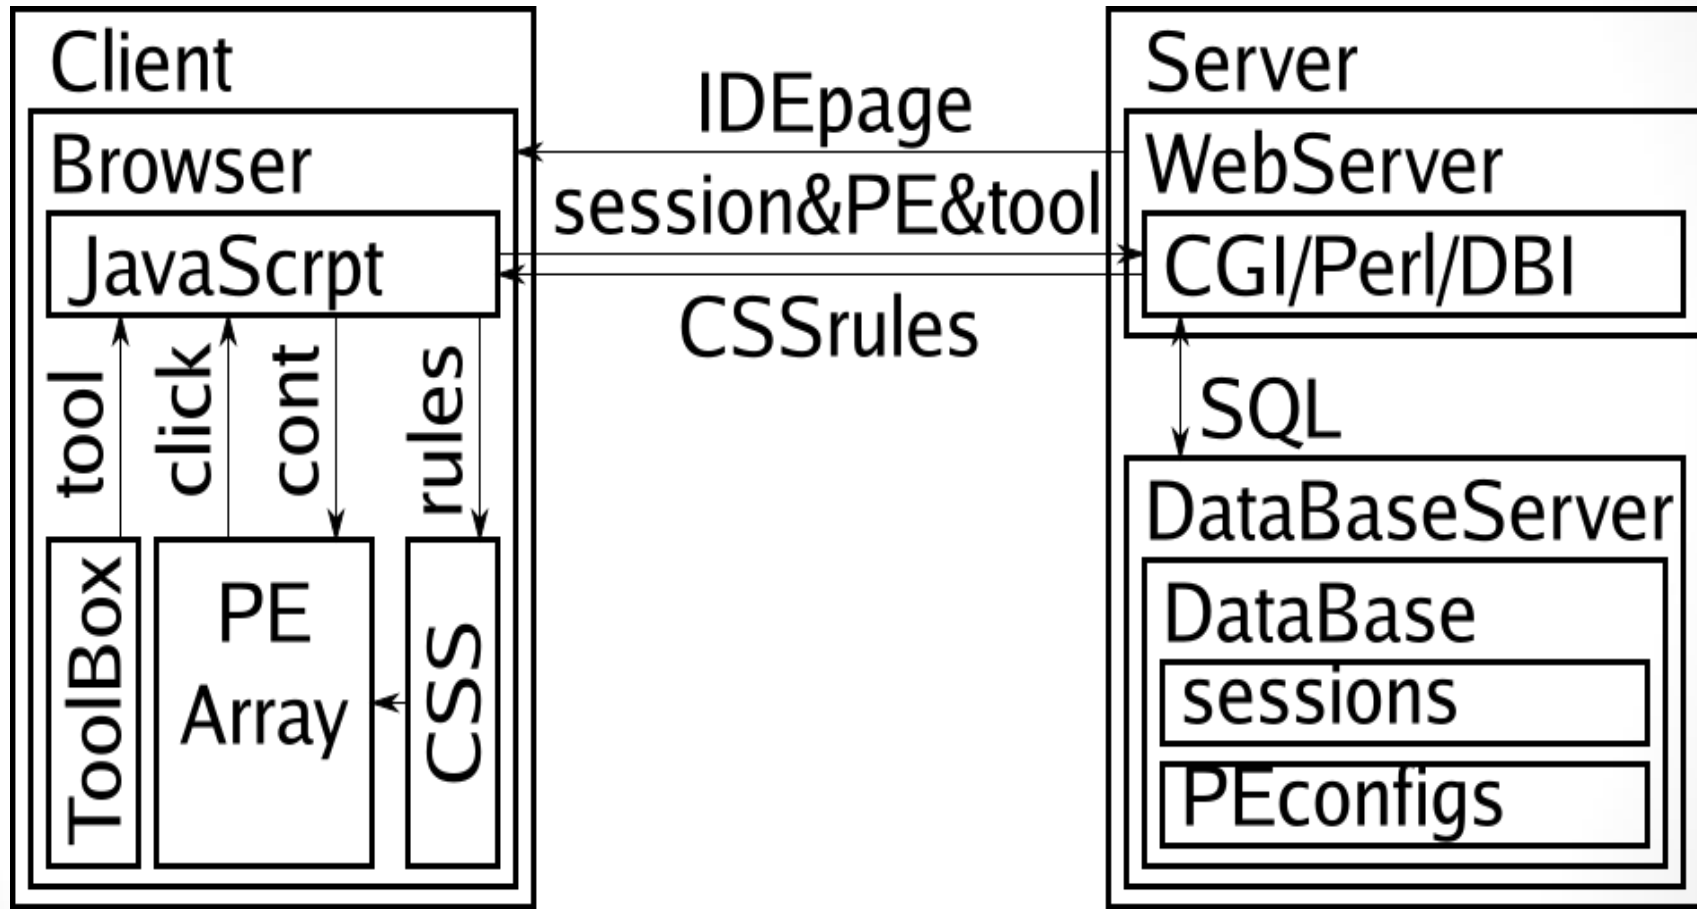 Client
Browser
JavaScrpt
tool
click
cont
rules
ToolBox
PE
Array
CSS
IDEpage
session&PE&tool
CSSrules
Server
WebServer
CGI/Perl/DBI
SQL
DataBaseServer
DataBase
sessions
PEconfigs